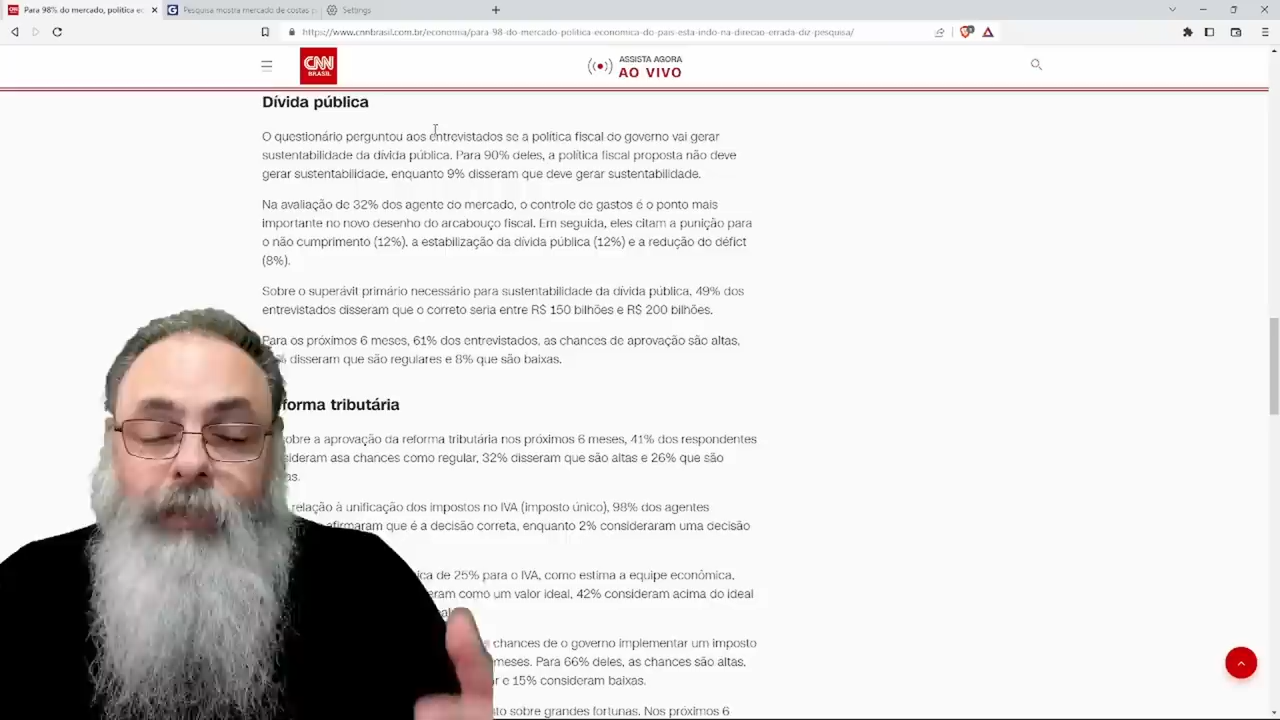 Para 98% do mercado, política ec
Pesquisa mostra mercado de costas p
Settings
https://www.cnnbrasil.com.br/economia/para-98-do-mercado-politica-economica-do-pais-esta-indo-na-direcao-errada-diz-pesquisa/
CNN
BRASIL
ASSISTA AGORA
AO VIVO
Dívida pública
O questionário perguntou aos entrevistados se a política fiscal do governo vai gerar
sustentabilidade da dívida pública. Para 90% deles, a política fiscal proposta não deve
gerar sustentabilidade, enquanto 9% disseram que deve gerar sustentabilidade.
Na avaliação de 32% dos agente do mercado, o controle de gastos é o ponto mais
importante no novo desenho do arcabouço fiscal. Em seguida, eles citam a punição para
o não cumprimento (12%), a estabilização da dívida pública (12%) e a redução do défict
(8%).
Sobre o superávit primário necessário para sustentabilidade da dívida pública, 49% dos
entrevistados disseram que o correto seria entre R$ 150 bilhões e R$ 200 bilhões.
Para os próximos 6 meses, 61% dos entrevistados, as chances de aprovação são altas,
disseram que são regulares e 8% que são baixas.
forma tributária
sobre a aprovação da reforma tributária nos próximos 6 meses, 41% dos respondentes
sideram asa chances como regular, 32% disseram que são altas e 26% que são
as.
relação à unificação dos impostos no IVA (imposto único), 98% dos agentes
afirmaram que é a decisão correta, enquanto 2% consideraram uma decisão
ica de 25% para o IVA, como estima a equipe econômica,
eram como um valor ideal, 42% consideram acima do ideal
chances de o governo implementar um imposto
meses. Para 66% deles, as chances são altas,
r e 15% consideram baixas.
to sobre grandes fortunas. Nos próximos 6